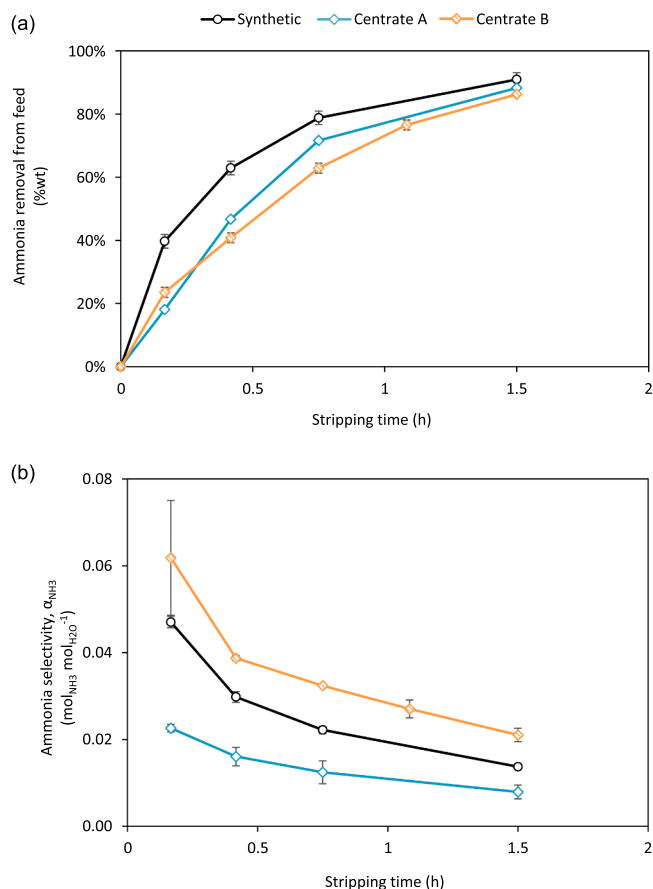 (a)
Synthetic Centrate A Centrate B
100%
80%
60%
40%
20%
0%
Ammonia removal from feed
(%wt)
0 0.5 1 1.5 2
Stripping time (h)
(b)
0.08
0.06
0.04
0.02
0.00
Ammonia selectivity, αNH3
(molNH3 molH2O-1)
0 0.5 1 1.5 2
Stripping time (h)